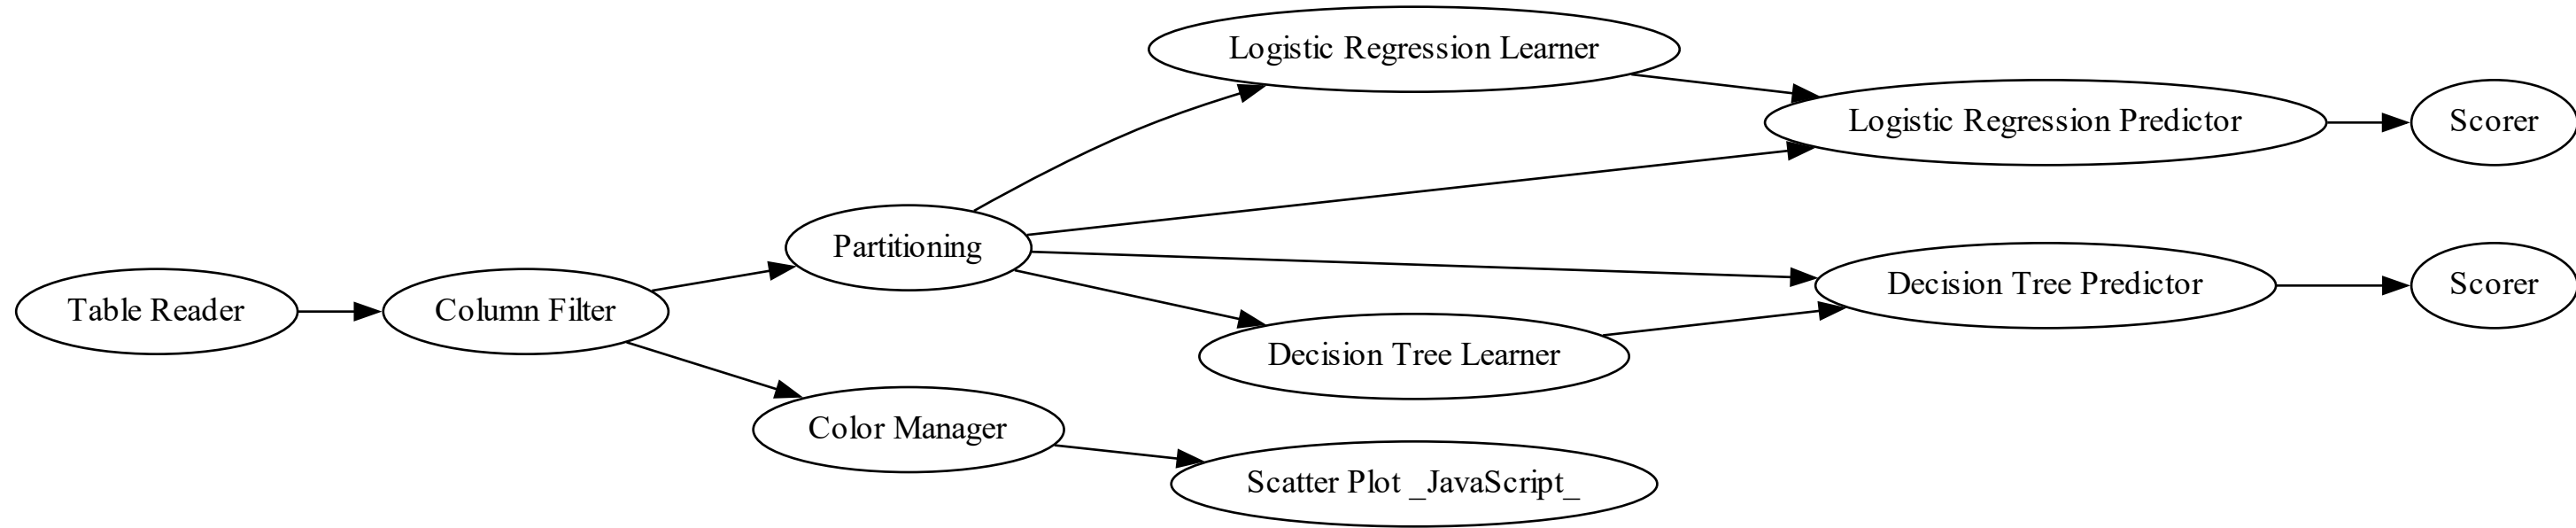 Logistic Regression Learner
Logistic Regression Predictor
Scorer
Partitioning
Decision Tree Predictor
Scorer
Table Reader
Column Filter
Decision Tree Learner
Color Manager
Scatter Plot _JavaScript_